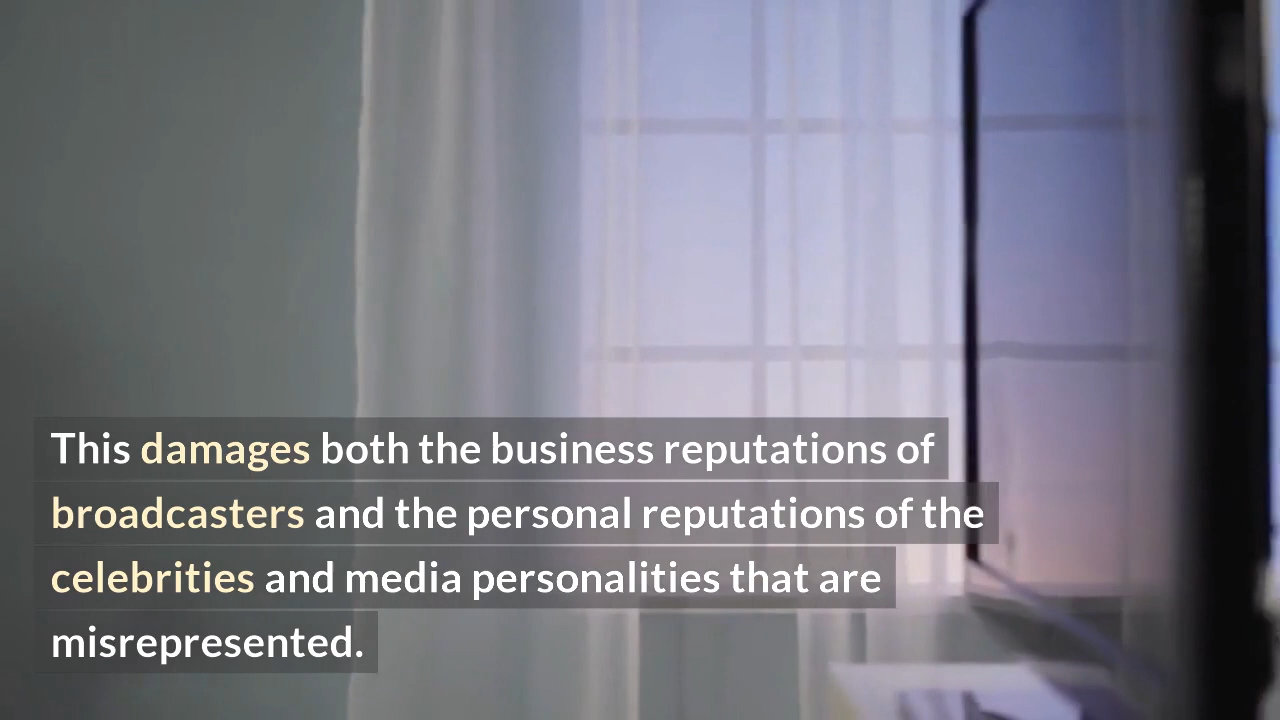 This damages both the business reputations of
broadcasters and the personal reputations of the
celebrities and media personalities that are
misrepresented.